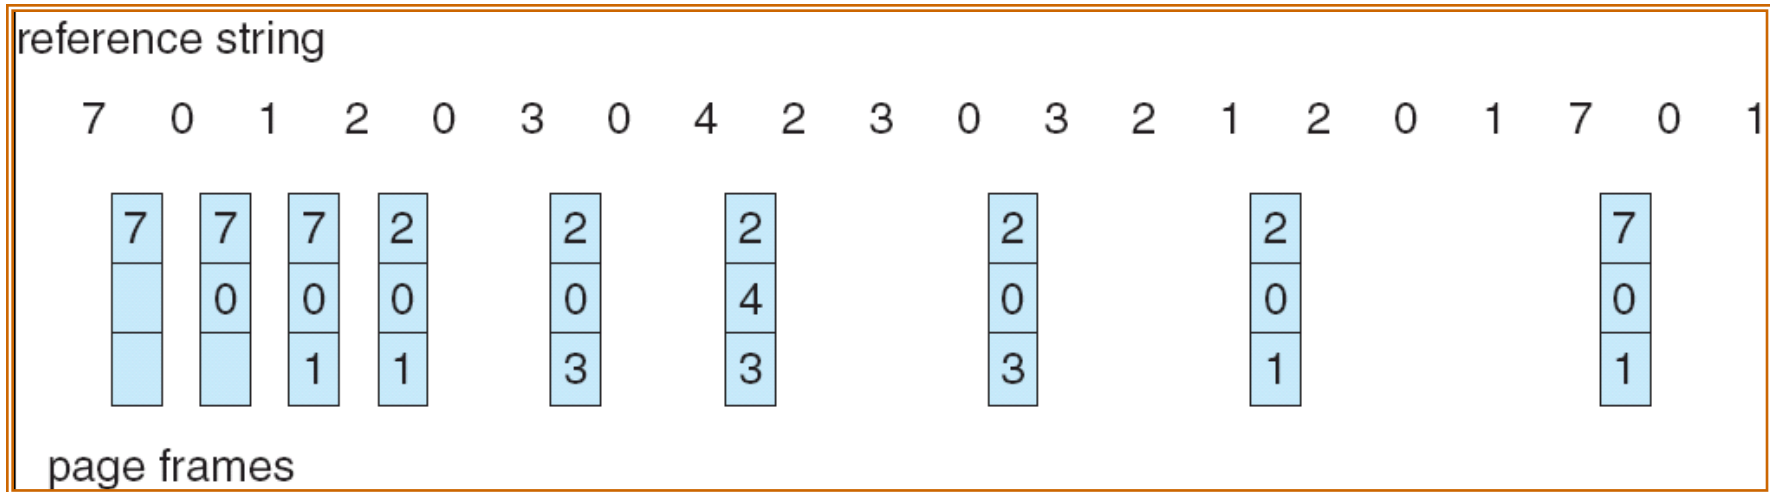 reference string
7 0 1 2 0 3 0 4 2 3 0 3 2 1 2 0 1 7 0 1
7 7 7 2 2 2 2 2 7
0 0 0 0 4 0 0 0
1 1 3 3 3 1 1
page frames